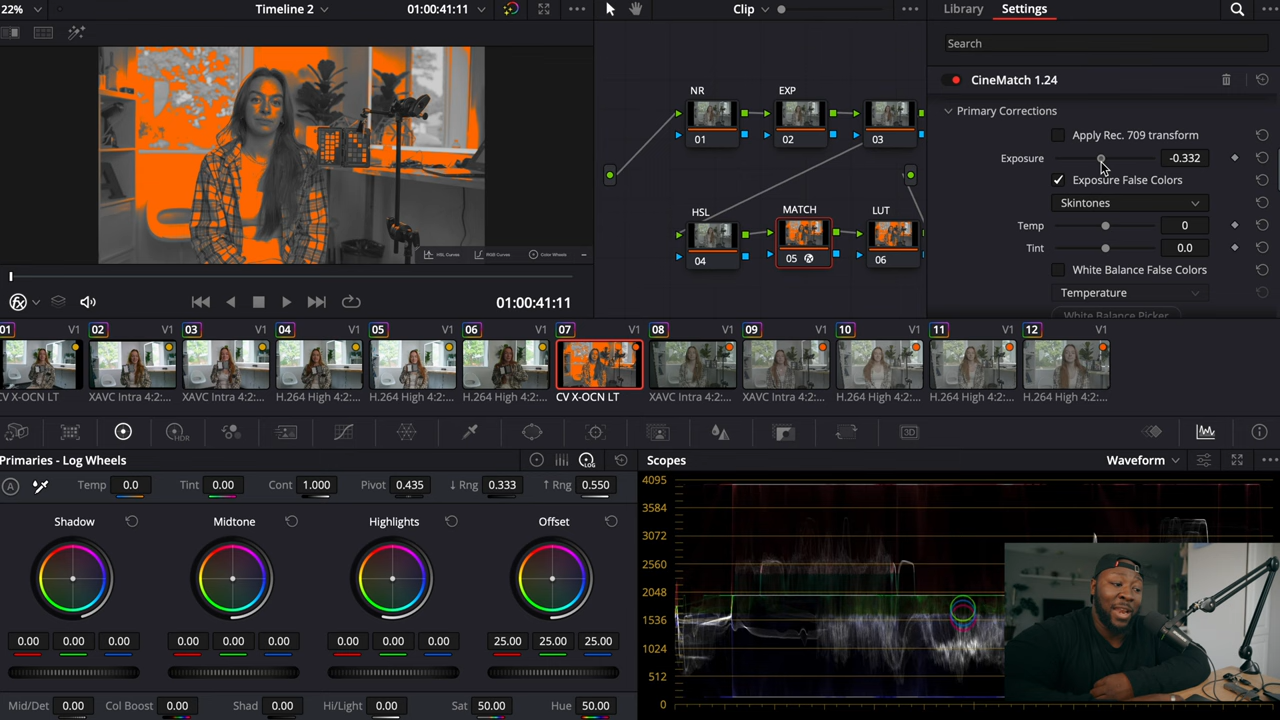 22%
Timeline 2
01:00:41:11
Clip
Library
Settings
Search
CineMatch 1.24
Primary Corrections
Apply Rec. 709 transform
Exposure
-0.332
Exposure False Colors
Skintones
Temp
0
Tint
0.0
White Balance False Colors
Temperature
White Balance Picker
NR
EXP
01
02
03
HSL
MATCH
LUT
04
05
06
HSL Curves
RGB Curves
Color Wheels
01:00:41:11
01 V1 02 V1 03 V1 04 V1 05 V1 06 V1 07 V1 08 V1 09 V1 10 V1 11 V1 12 V1
CV X-OCN LT XAVC Intra 4:2:... XAVC Intra 4:2:... H.264 High 4:2:... XAVC Intra 4:2:... H.264 High 4:2:... CV X-OCN LT XAVC Intra 4:2:... XAVC Intra 4:2:... H.264 High 4:2:... H.264 High 4:2:... H.264 High 4:2:...
HDR
3D
Primaries - Log Wheels
LOG
A
Temp 0.0 Tint 0.00 Cont 1.000 Pivot 0.435 ↓ Rng 0.333 ↑ Rng 0.550
Shadow
Midtone
Highlights
Offset
0.00 0.00 0.00
0.00 0.00 0.00
0.00 0.00 0.00
25.00 25.00 25.00
Mid/Det 0.00 Col Boost 0.00 Shad 0.00 Hi/Light 0.00 Sat 50.00 Hue 50.00
Scopes
Waveform
4095
3584
3072
2560
2048
1536
1024
512
0